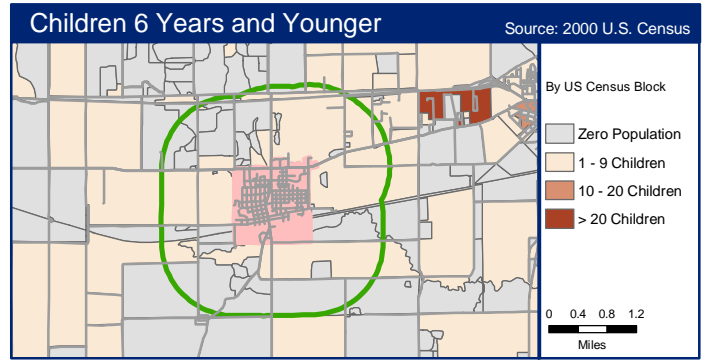 Children 6 Years and Younger
Source: 2000 U.S. Census
By US Census Block
Zero Population
1 - 9 Children
10 - 20 Children
> 20 Children
0 0.4 0.8 1.2
Miles